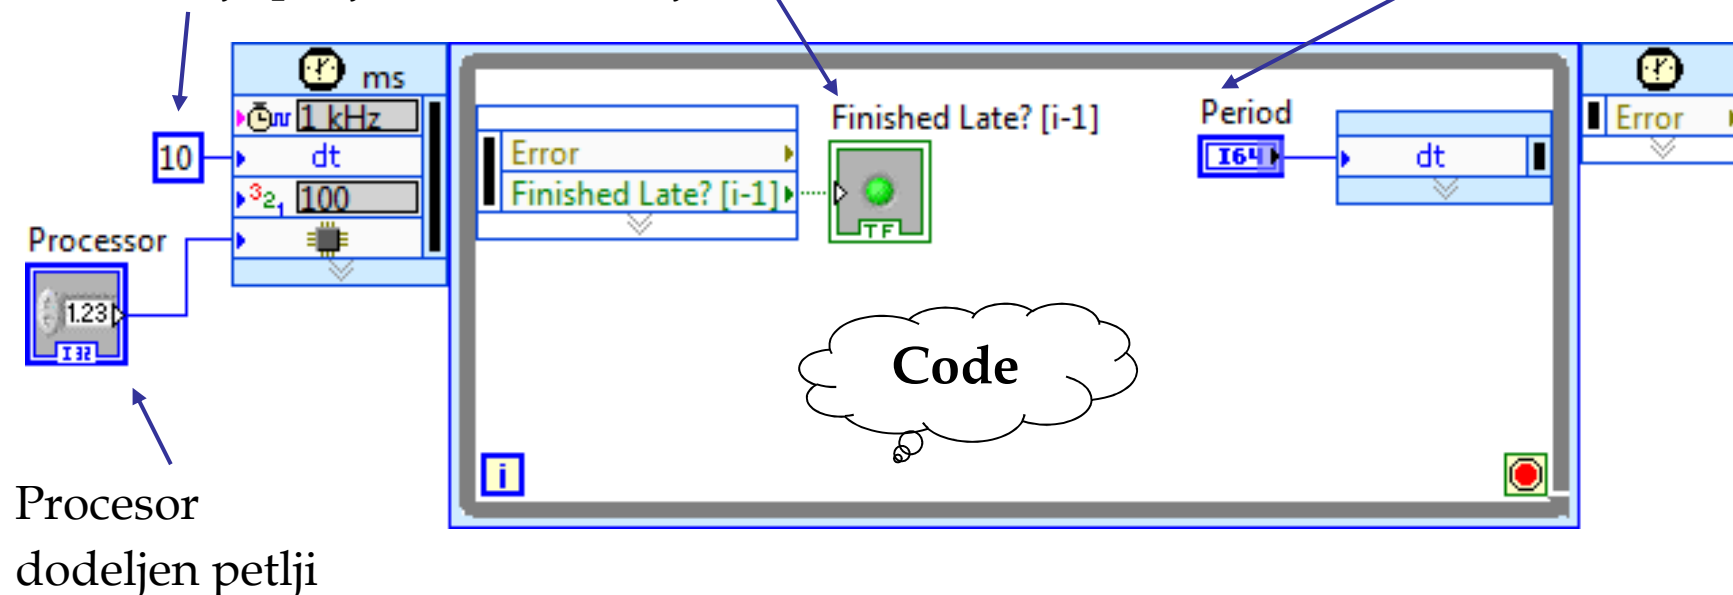 ms
1 kHz
10
dt
100
Processor
1.23
I32
Error
Finished Late? [i-1]
Finished Late? [i-1]
TF
Period
I64
dt
Error
Code
i
Procesor
dodeljen petlji